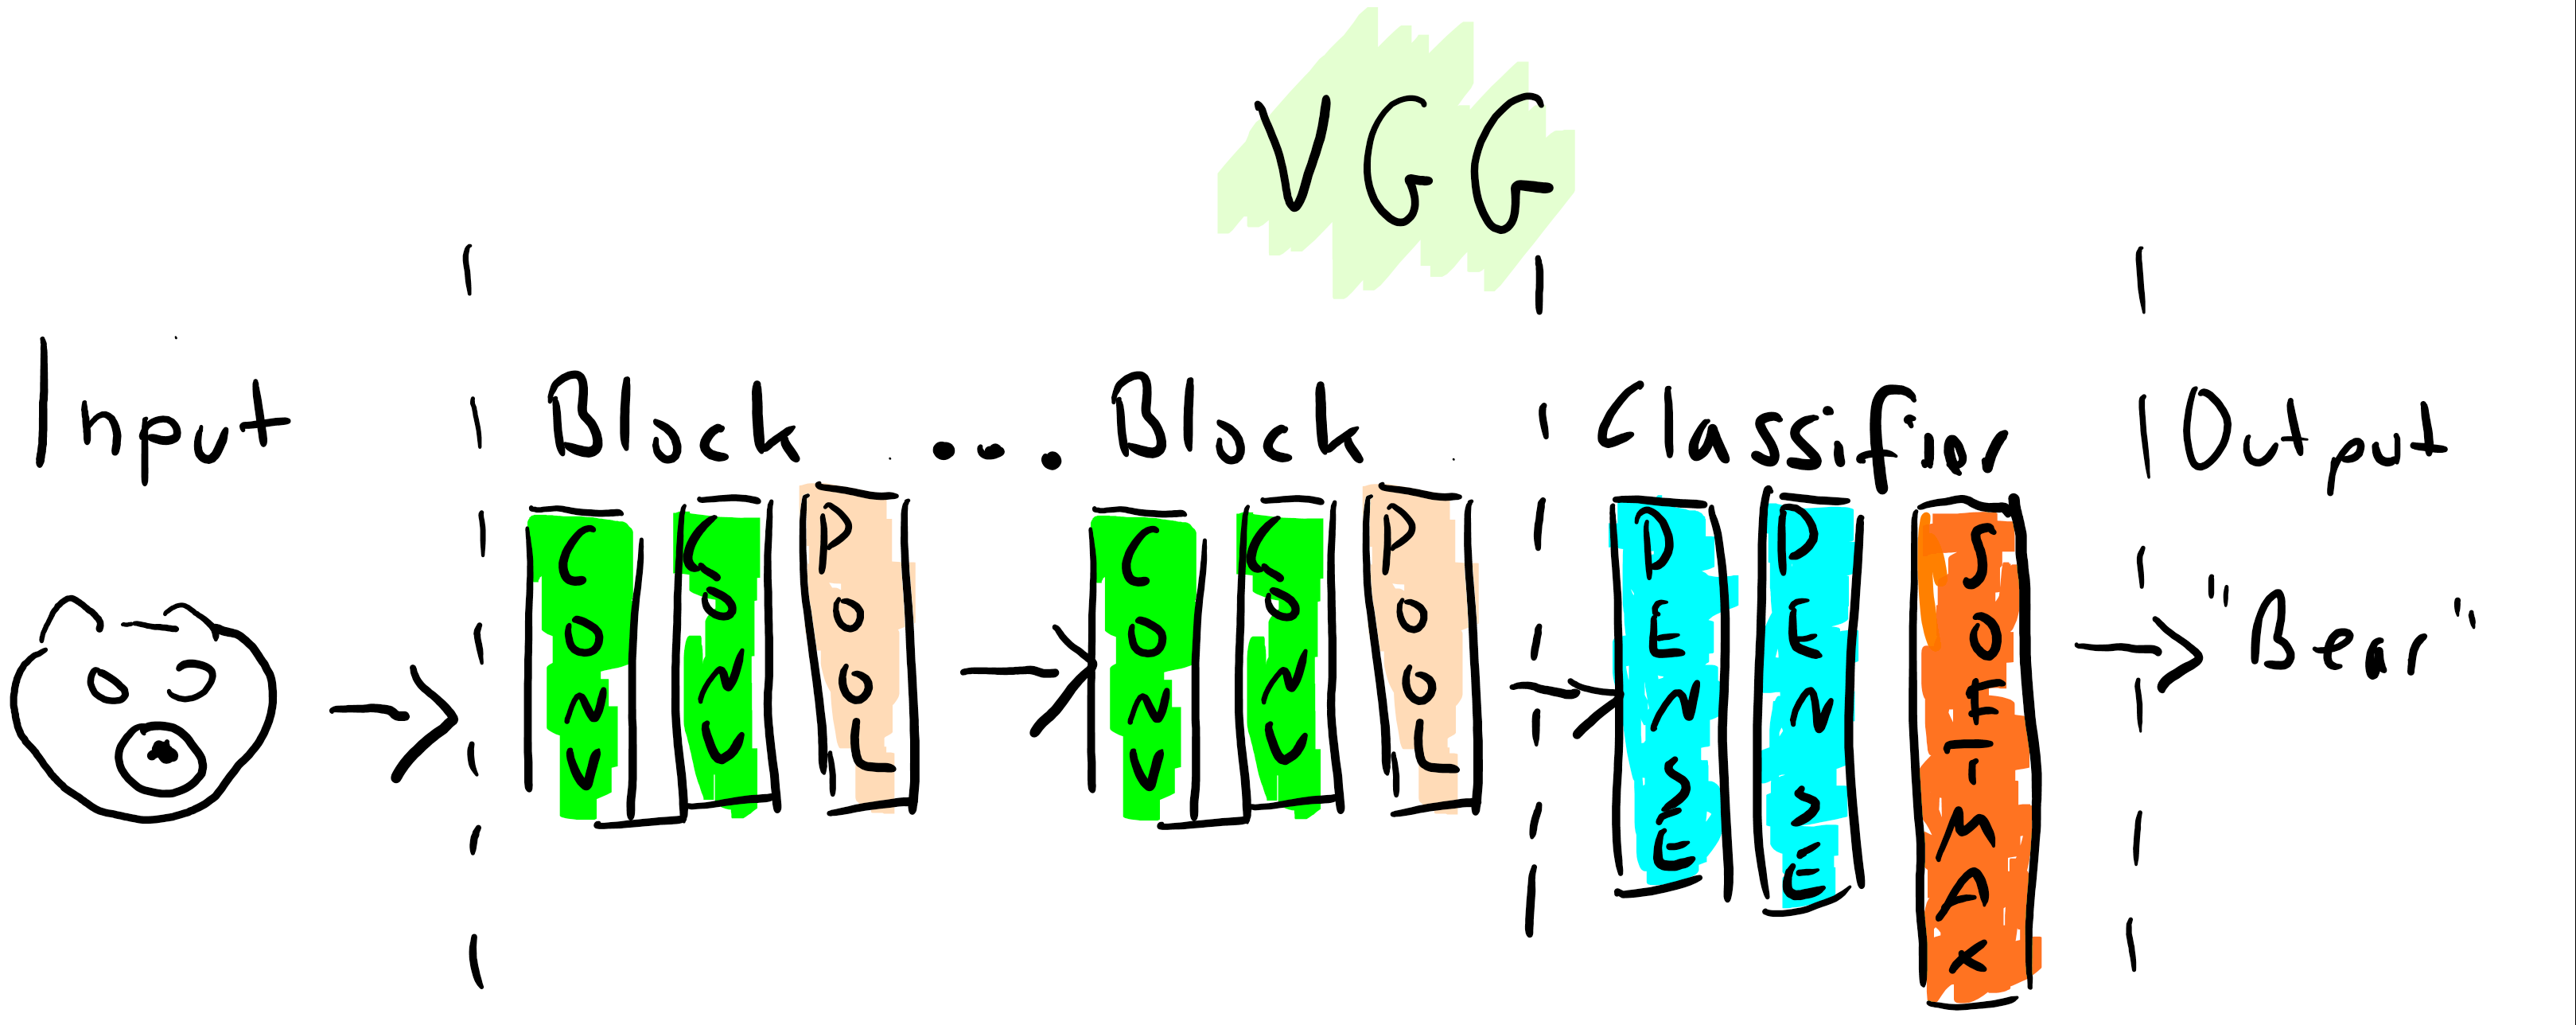 VGG
Input
Block ... Block
Classifier
Output
CONV
CONV
POOL
CONV
CONV
POOL
DENSE
DENSE
SOFTMAX
"Bear"